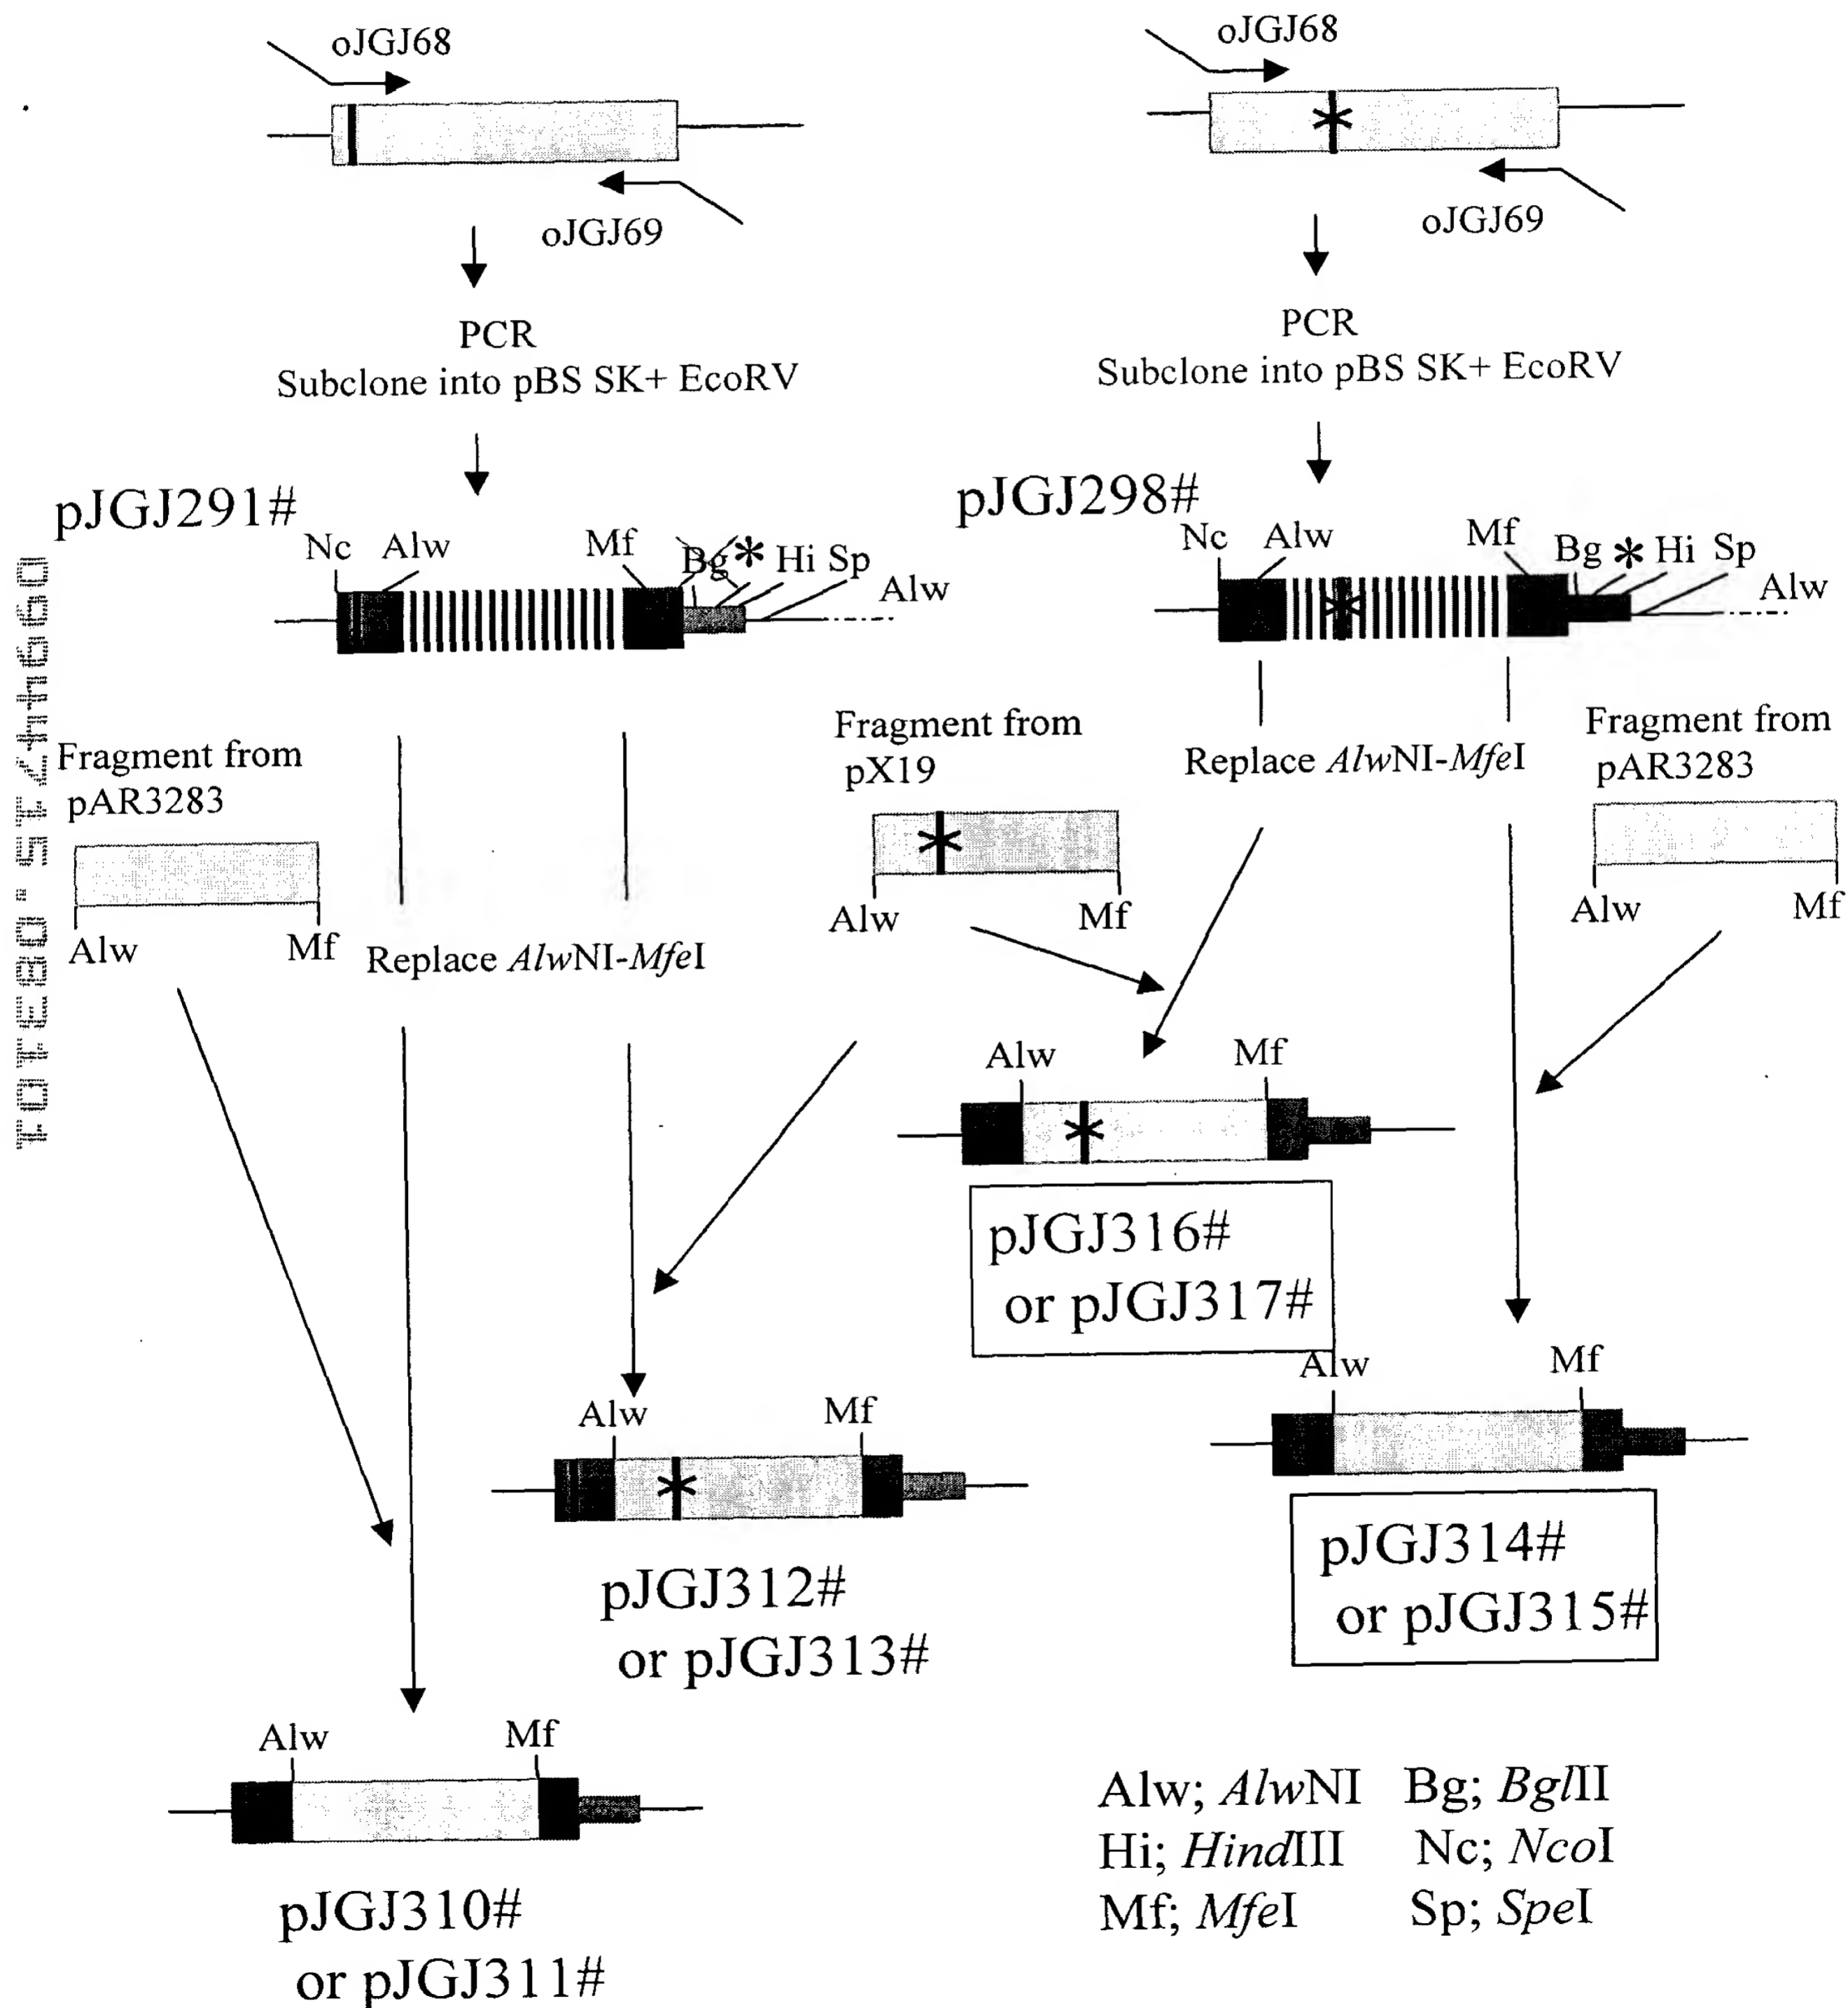 oJGJ68
oJGJ68
oJGJ69
oJGJ69
PCR
Subclone into pBS SK+ EcoRV
PCR
Subclone into pBS SK+ EcoRV
pJGJ291#
Nc Alw Mf Bg * Hi Sp
Alw
pJGJ298#
Nc Alw Mf Bg * Hi Sp
Alw
*
Fragment from
pAR3283
Alw Mf
Replace AlwNI-MfeI
Fragment from
pX19
*
Alw Mf
Replace AlwNI-MfeI
Fragment from
pAR3283
Alw Mf
Alw Mf
*
pJGJ316#
or pJGJ317#
Alw Mf
pJGJ314#
or pJGJ315#
Alw Mf
*
pJGJ312#
or pJGJ313#
Alw Mf
pJGJ310#
or pJGJ311#
Alw; AlwNI Bg; BglII
Hi; HindIII Nc; NcoI
Mf; MfeI Sp; SpeI